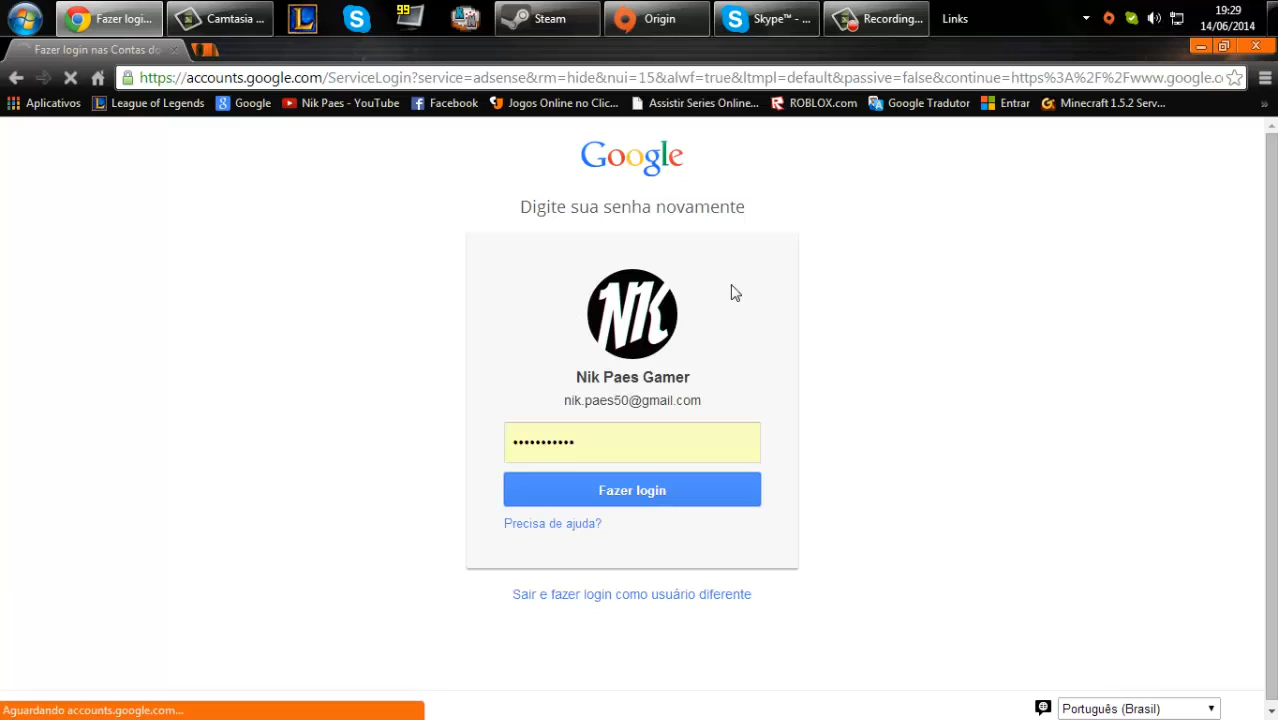 Fazer logi... Camtasia ... 99 Steam Origin Skype™ - ... Recording... Links 19:29
14/06/2014
Fazer login nas Contas do
https://accounts.google.com/ServiceLogin?service=adsense&rm=hide&nui=15&alwf=true&ltmpl=default&passive=false&continue=https%3A%2F%2Fwww.google.co
Aplicativos League of Legends Google Nik Paes - YouTube Facebook Jogos Online no Clic... Assistir Series Online... ROBLOX.com Google Tradutor Entrar Minecraft 1.5.2 Serv... »
Google
Digite sua senha novamente
NIK
Nik Paes Gamer
nik.paes50@gmail.com
•••••••••••
Fazer login
Precisa de ajuda?
Sair e fazer login como usuário diferente
Aguardando accounts.google.com...
Português (Brasil)